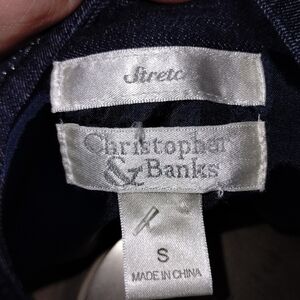 Stretch
Christopher
& Banks
S
MADE IN CHINA